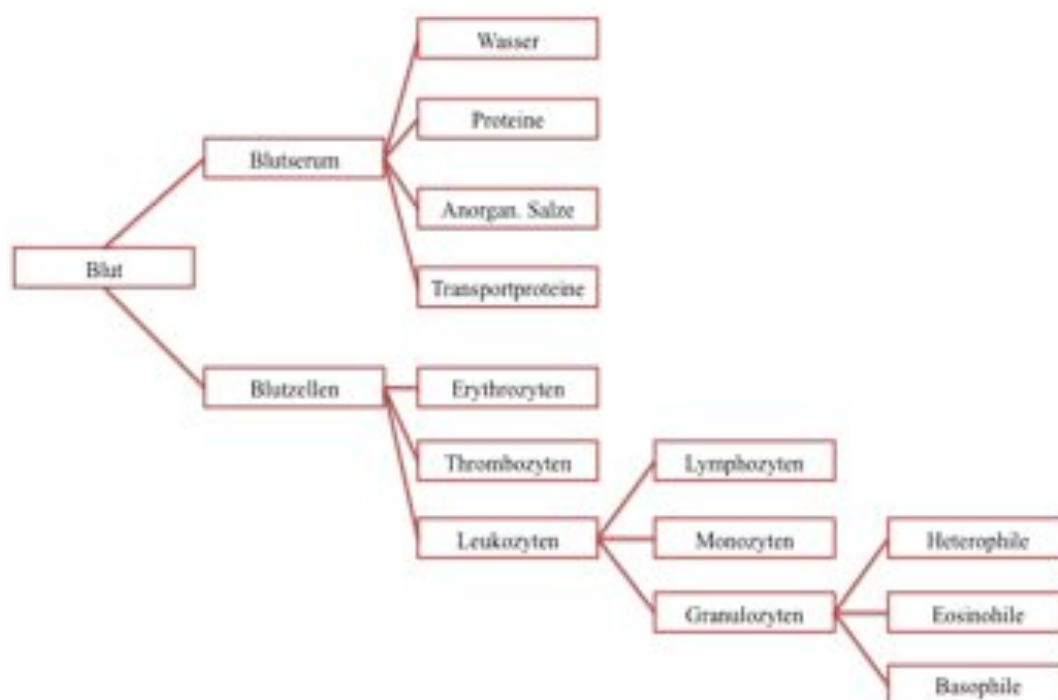 Wasser
Proteine
Blutserum
Anorgan. Salze
Blut
Transportproteine
Blutzellen
Erythrozyten
Thrombozyten
Lymphozyten
Leukozyten
Monozyten
Heterophile
Granulozyten
Eosinohile
Basophile